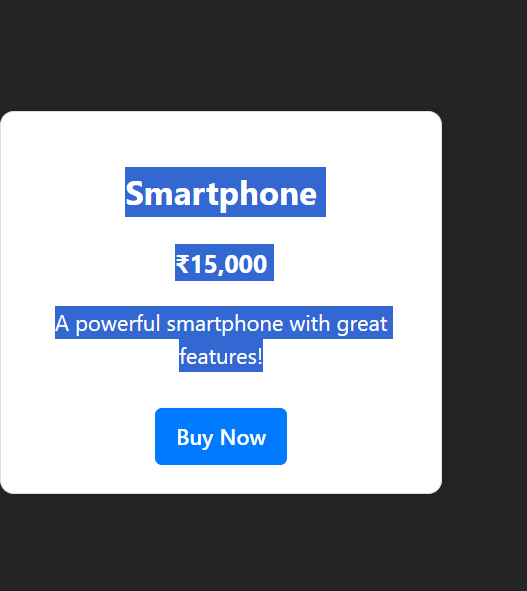 Smartphone
₹15,000
A powerful smartphone with great
features!
Buy Now